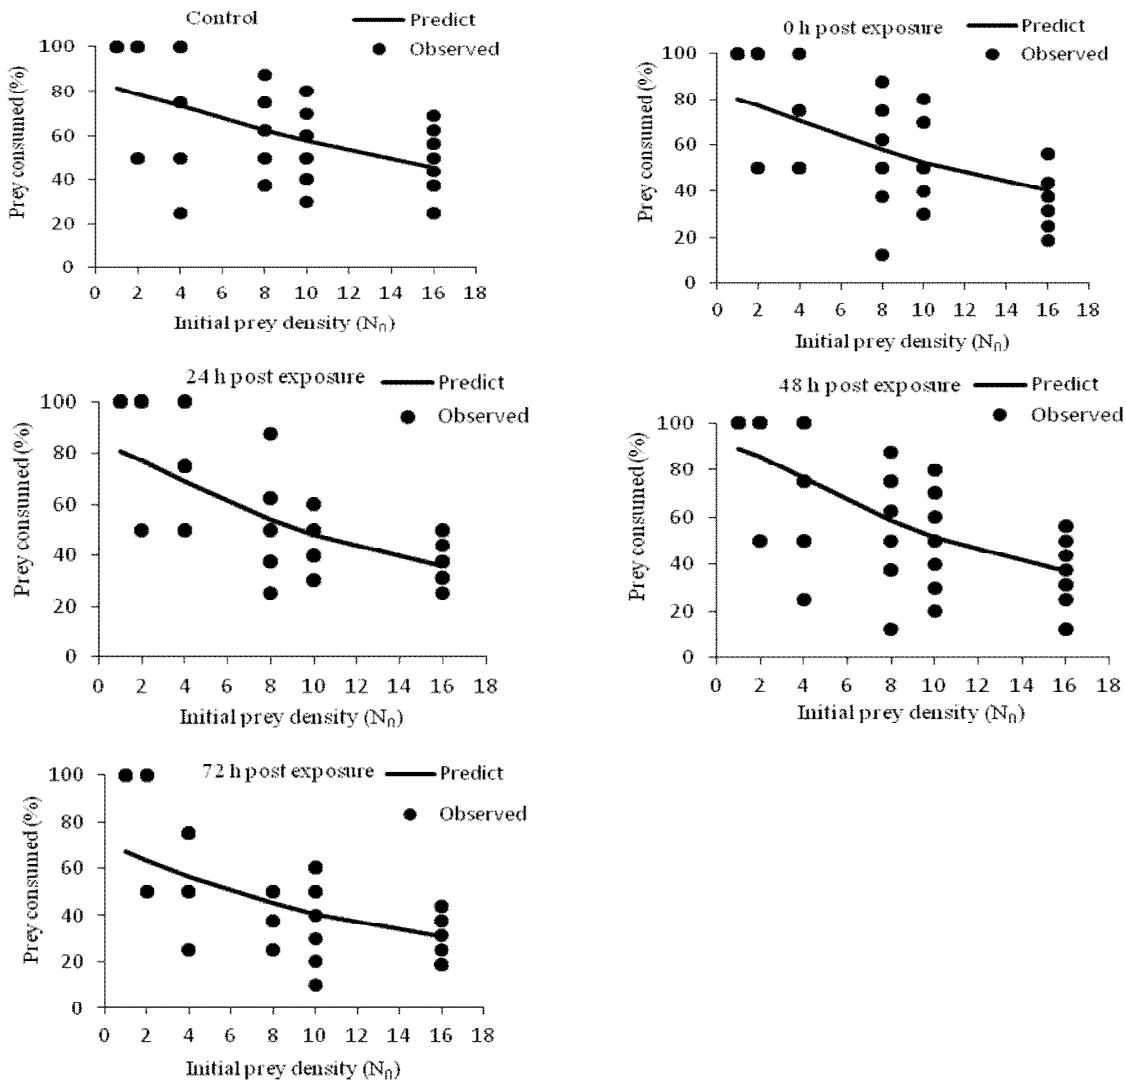 Control
Predict
Observed
Prey consumed (%)
100
80
60
40
20
0
0 2 4 6 8 10 12 14 16 18
Initial prey density (N0)
0 h post exposure
Predict
Observed
Prey consumed (%)
100
80
60
40
20
0
0 2 4 6 8 10 12 14 16 18
Initial prey density (N0)
24 h post exposure
Predict
Observed
Prey consumed (%)
100
80
60
40
20
0
0 2 4 6 8 10 12 14 16 18
Initial prey density (N0)
48 h post exposure
Predict
Observed
Prey consumed (%)
100
80
60
40
20
0
0 2 4 6 8 10 12 14 16 18
Initial prey density (N0)
72 h post exposure
Predict
Observed
Prey consumed (%)
100
80
60
40
20
0
0 2 4 6 8 10 12 14 16 18
Initial prey density (N0)